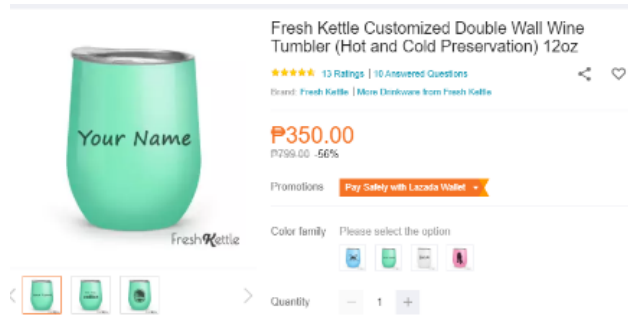 Fresh Kettle Customized Double Wall Wine
Tumbler (Hot and Cold Preservation) 12oz
13 Ratings | 10 Answered Questions
Brand: Fresh Kettle | More Drinkware from Fresh Kettle
Your Name
₱350.00
₱799.00 -56%
Promotions Pay Safely with Lazada Wallet
Fresh Kettle
Color family Please select the option
Quantity 1